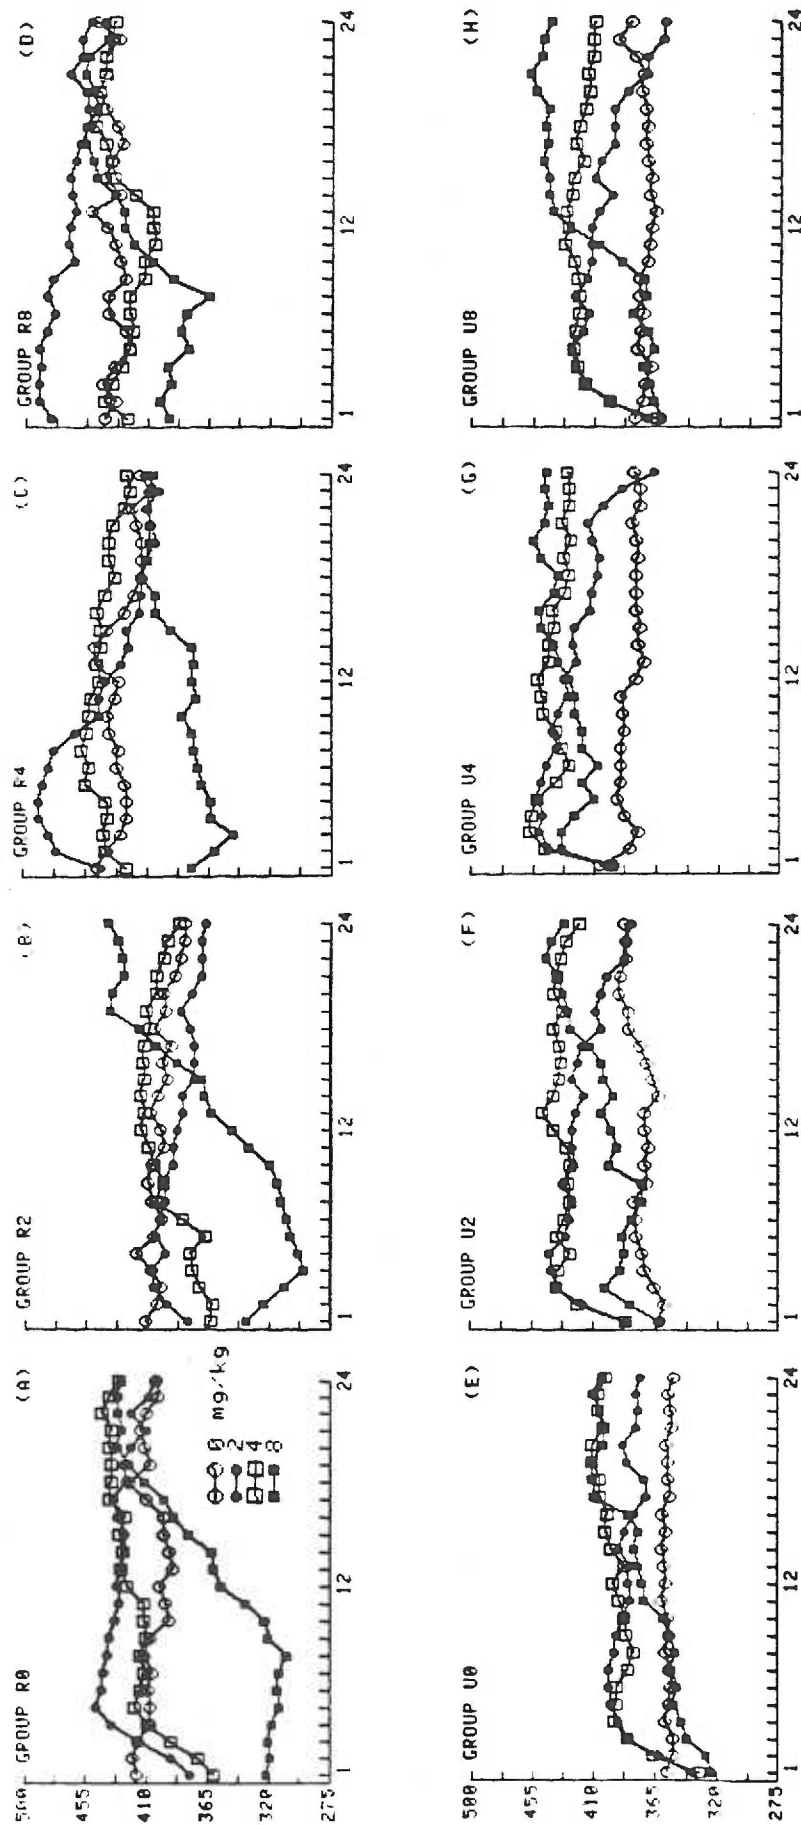 (A)
GROUP R0
500
455
410
365
320
275
1
12
24
0 mg/kg
2
4
8
(B)
GROUP R2
1
12
24
(C)
GROUP R4
1
12
24
(D)
GROUP R8
1
12
24
(E)
GROUP U0
500
455
410
365
320
275
1
12
24
(F)
GROUP U2
1
12
24
(G)
GROUP U4
1
12
24
(H)
GROUP U8
1
12
24